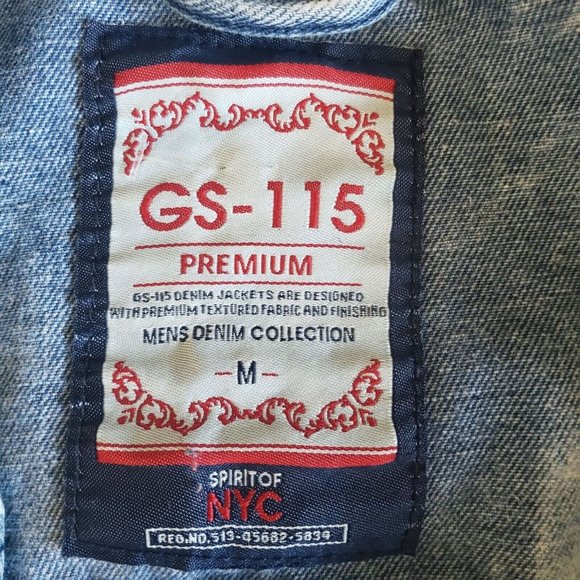 GS-115
PREMIUM
GS-115 DENIM JACKETS ARE DESIGNED
WITH PREMIUM TEXTURED FABRIC AND FINISHING
MENS DENIM COLLECTION
-M-
SPIRIT OF
NYC
REG.NO.513-45682-5834